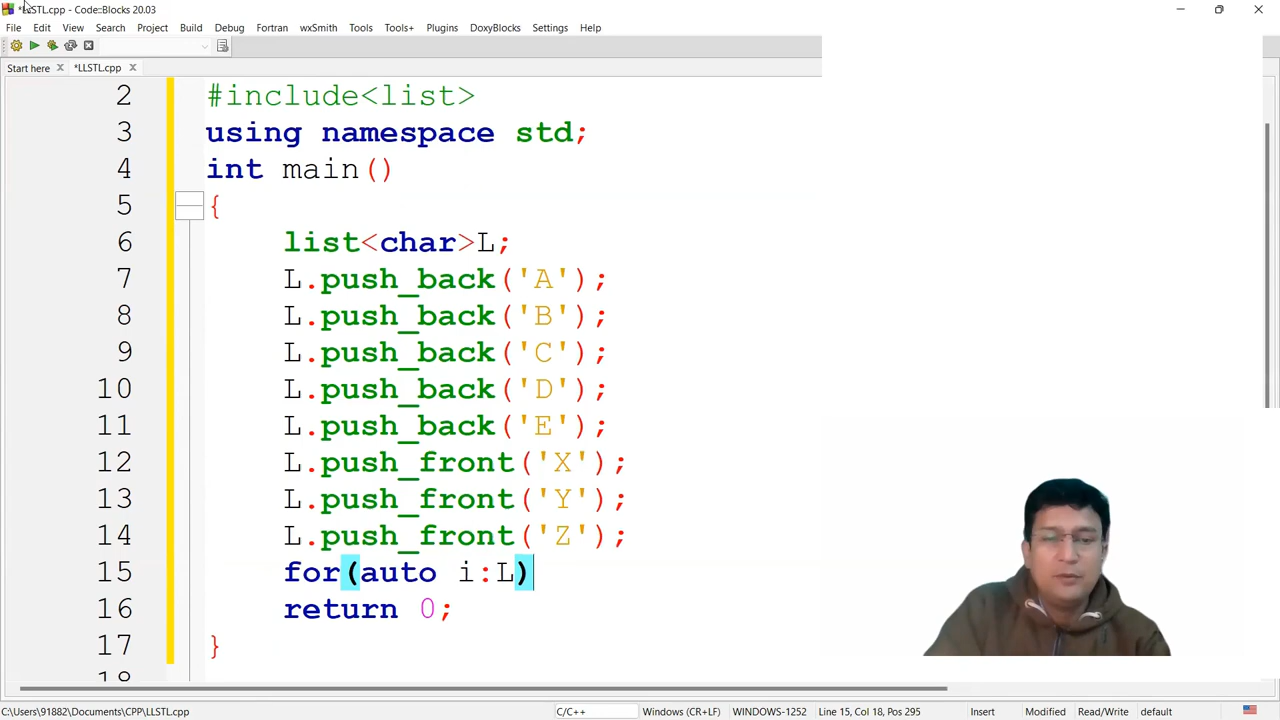 *LLSTL.cpp - Code::Blocks 20.03
File Edit View Search Project Build Debug Fortran wxSmith Tools Tools+ Plugins DoxyBlocks Settings Help
Start here *LLSTL.cpp
2 #include<list>
3 using namespace std;
4 int main()
5 {
6 list<char>L;
7 L.push_back('A');
8 L.push_back('B');
9 L.push_back('C');
10 L.push_back('D');
11 L.push_back('E');
12 L.push_front('X');
13 L.push_front('Y');
14 L.push_front('Z');
15 for(auto i:L)
16 return 0;
17 }
18
C:\Users\91882\Documents\CPP\LLSTL.cpp C/C++ Windows (CR+LF) WINDOWS-1252 Line 15, Col 18, Pos 295 Insert Modified Read/Write default